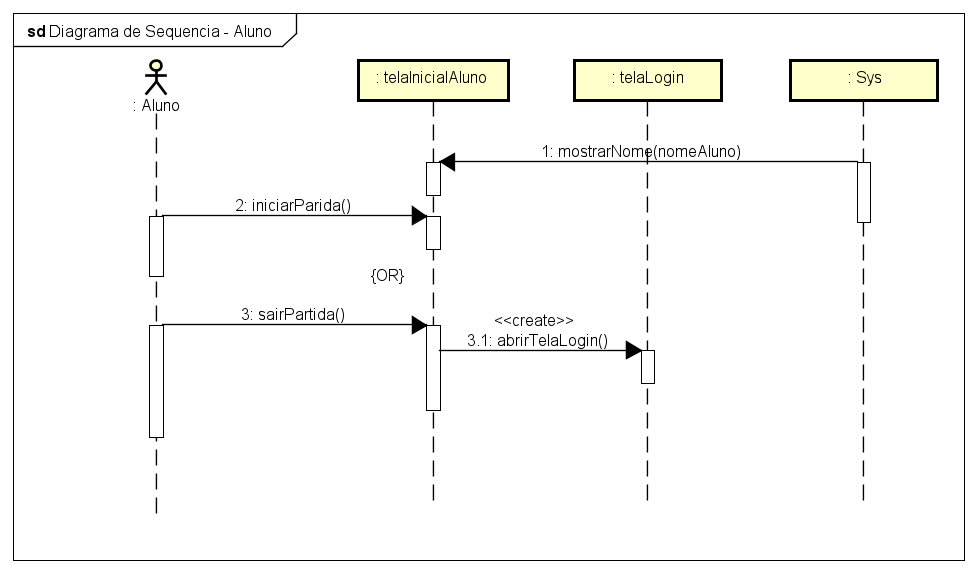 sd Diagrama de Sequencia - Aluno
: Aluno
: telaInicialAluno
: telaLogin
: Sys
1: mostrarNome(nomeAluno)
2: iniciarParida()
{OR}
3: sairPartida()
<<create>>
3.1: abrirTelaLogin()